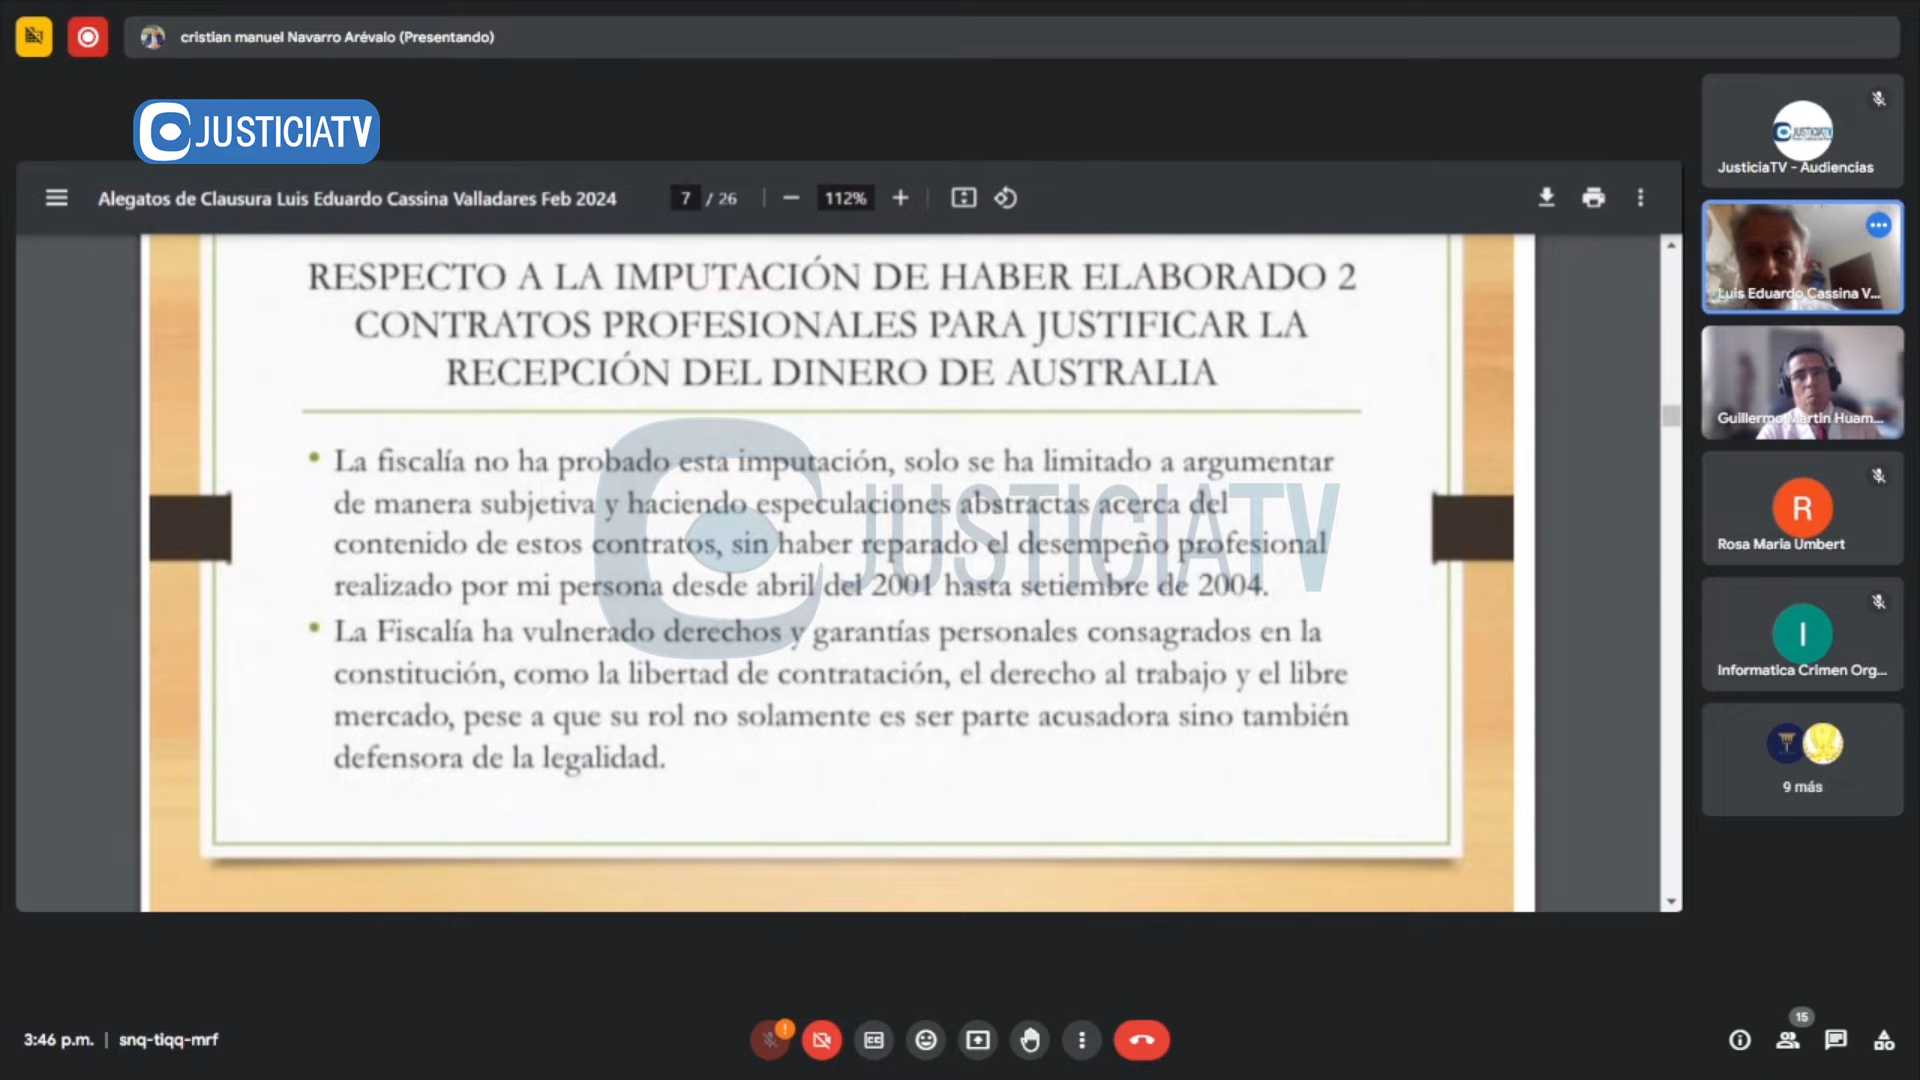 cristian manuel Navarro Arévalo (Presentando)
JUSTICIATV
JUSTICIATV
JusticiaTV - Audiencias
Alegatos de Clausura Luis Eduardo Cassina Valladares Feb 2024
7 / 26
112%
RESPECTO A LA IMPUTACIÓN DE HABER ELABORADO 2
CONTRATOS PROFESIONALES PARA JUSTIFICAR LA
RECEPCIÓN DEL DINERO DE AUSTRALIA
La fiscalía no ha probado esta imputación, solo se ha limitado a argumentar
de manera subjetiva y haciendo especulaciones abstractas acerca del
contenido de estos contratos, sin haber reparado el desempeño profesional
realizado por mi persona desde abril del 2001 hasta setiembre de 2004.
La Fiscalía ha vulnerado derechos y garantías personales consagrados en la
constitución, como la libertad de contratación, el derecho al trabajo y el libre
mercado, pese a que su rol no solamente es ser parte acusadora sino también
defensora de la legalidad.
JUSTICIATV
Luis Eduardo Cassina V...
Guillermo Martin Huam...
R
Rosa Maria Umbert
I
Informatica Crimen Org...
9 más
3:46 p.m. | snq-tiqq-mrf
15